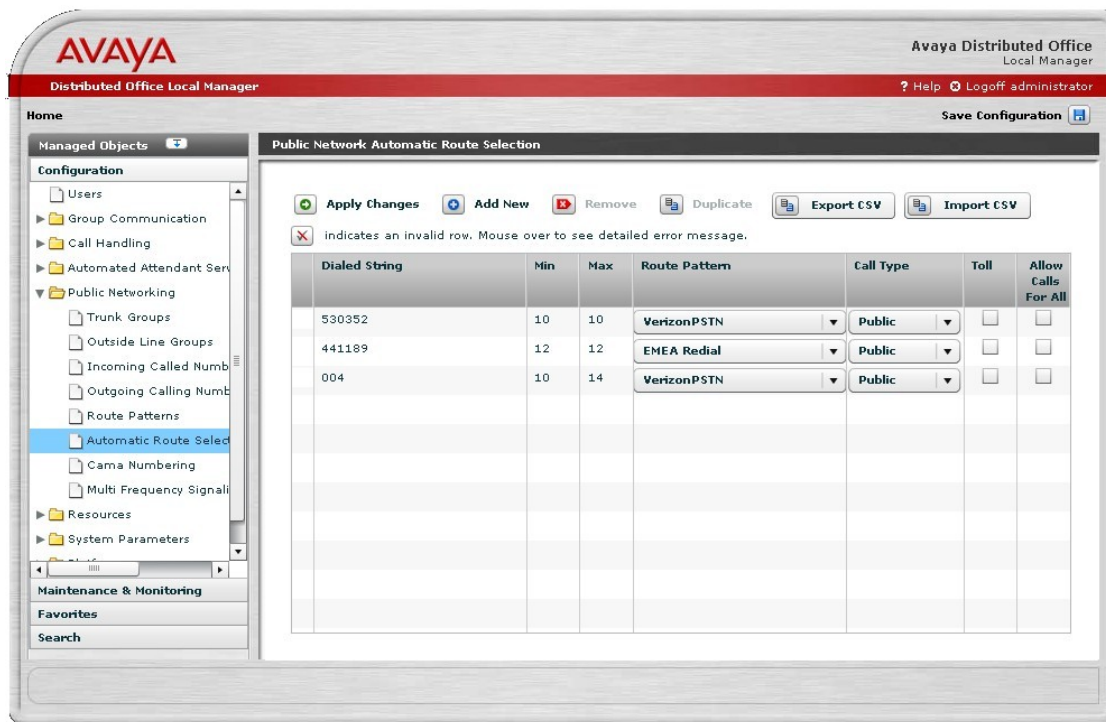 AVAYA
Avaya Distributed Office
Local Manager
Distributed Office Local Manager
? Help Logoff administrator
Home
Save Configuration
Managed Objects
Public Network Automatic Route Selection
Configuration
Users
Group Communication
Call Handling
Automated Attendant Serv
Public Networking
Trunk Groups
Outside Line Groups
Incoming Called Numb
Outgoing Calling Numb
Route Patterns
Automatic Route Select
Cama Numbering
Multi Frequency Signali
Resources
System Parameters
Maintenance & Monitoring
Favorites
Search
Apply Changes Add New Remove Duplicate Export CSV Import CSV
indicates an invalid row. Mouse over to see detailed error message.
Dialed String Min Max Route Pattern Call Type Toll Allow Calls For All
530352 10 10 VerizonPSTN Public
441189 12 12 EMEA Redial Public
004 10 14 VerizonPSTN Public